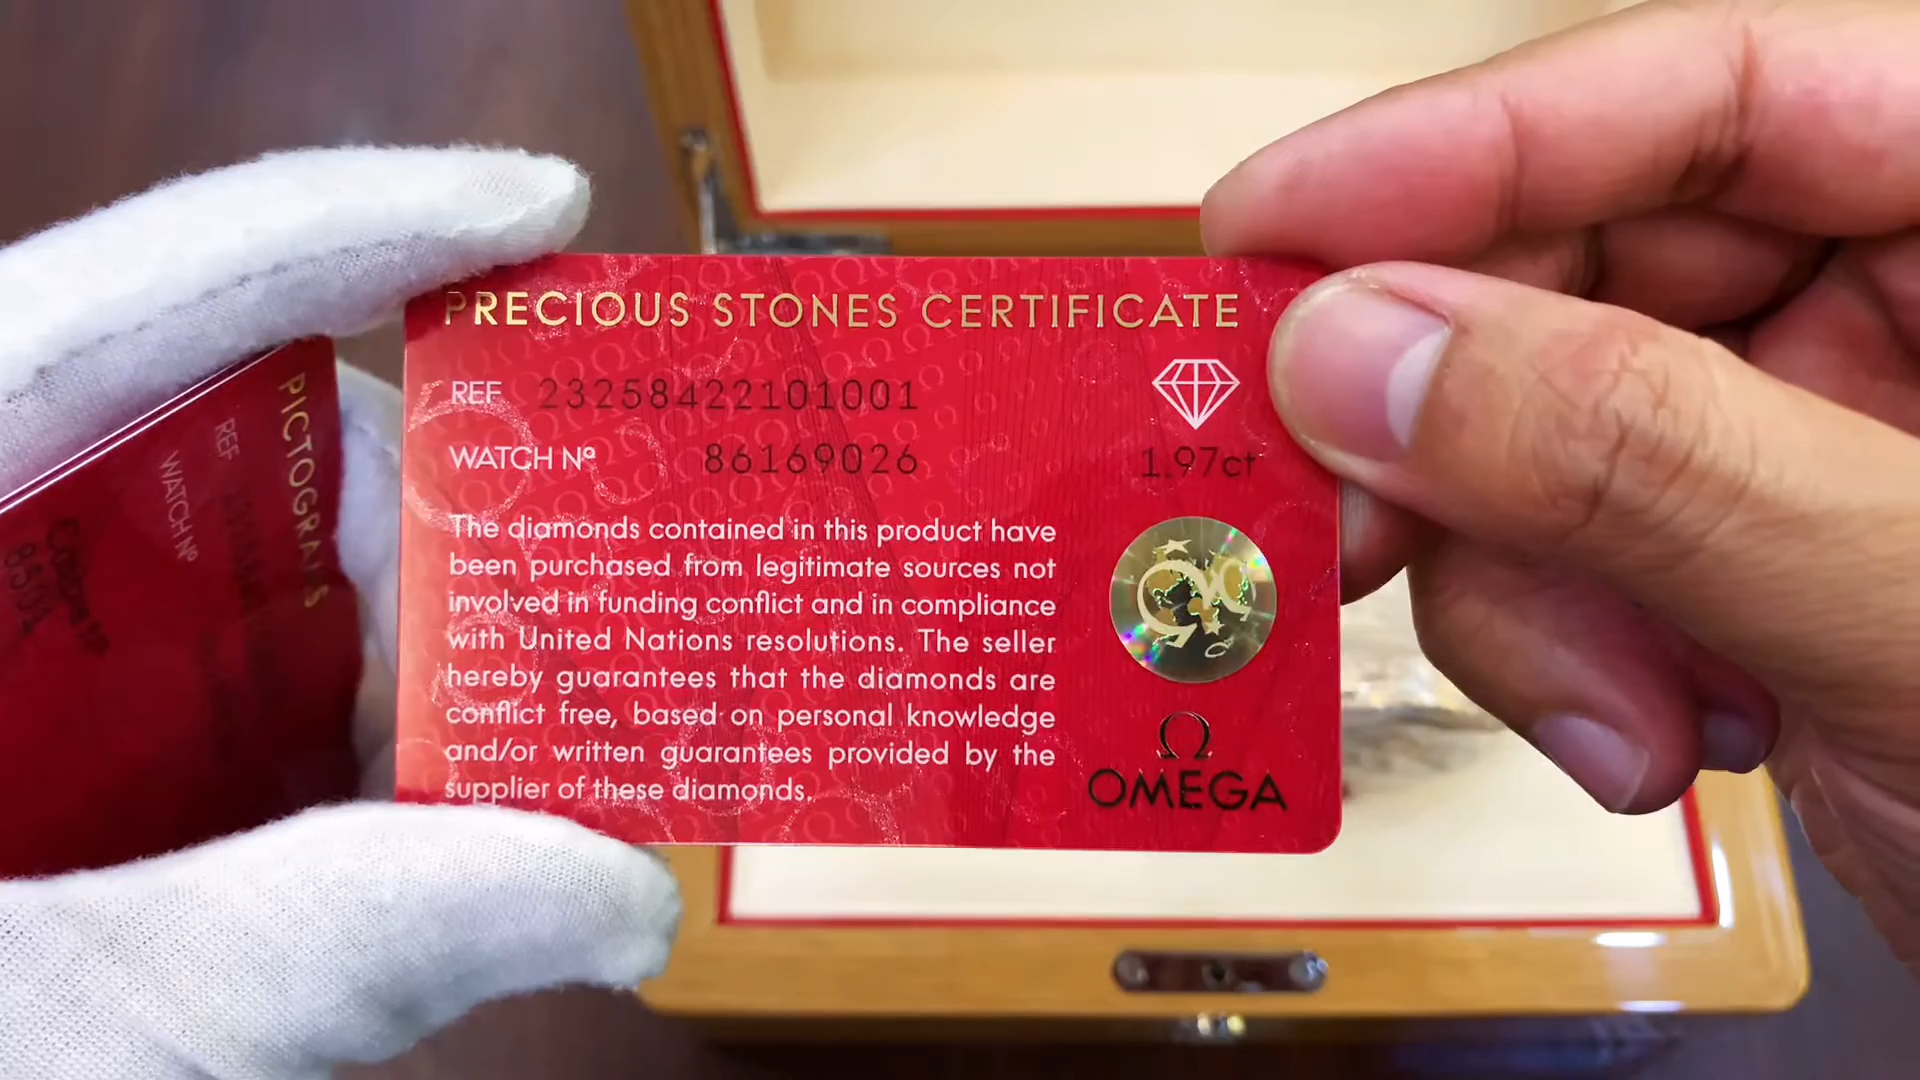 PRECIOUS STONES CERTIFICATE
REF 23258422101001
WATCH Nº 86169026
1.97ct
The diamonds contained in this product have
been purchased from legitimate sources not
involved in funding conflict and in compliance
with United Nations resolutions. The seller
hereby guarantees that the diamonds are
conflict free, based on personal knowledge
and/or written guarantees provided by the
supplier of these diamonds.
Ω
OMEGA
PICTOGRAMS
REF
WATCH Nº
Calibre Nº